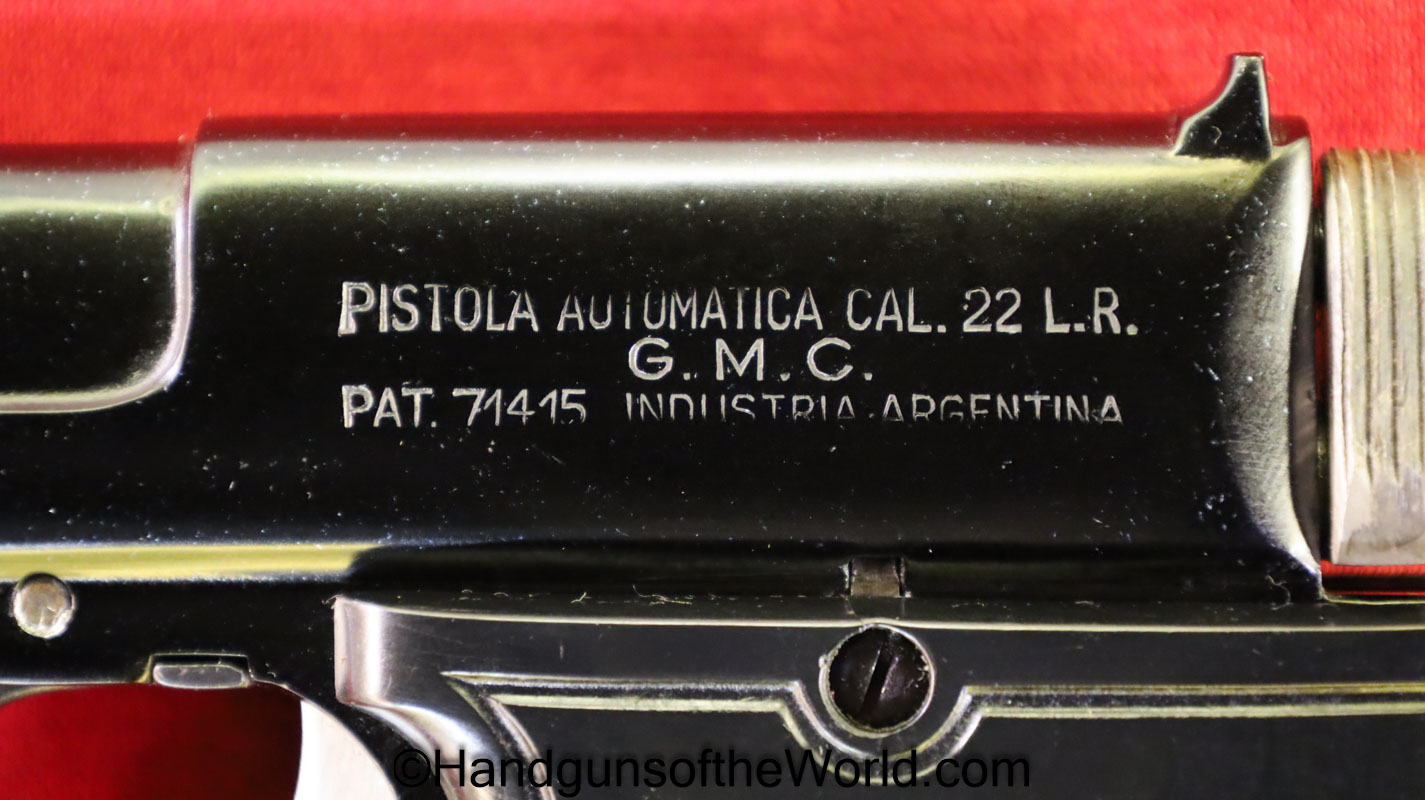 PISTOLA AUTOMATICA CAL. 22 L.R.
G. M. C.
PAT. 71415 INDUSTRIA ARGENTINA
©HandgunsoftheWorld.com